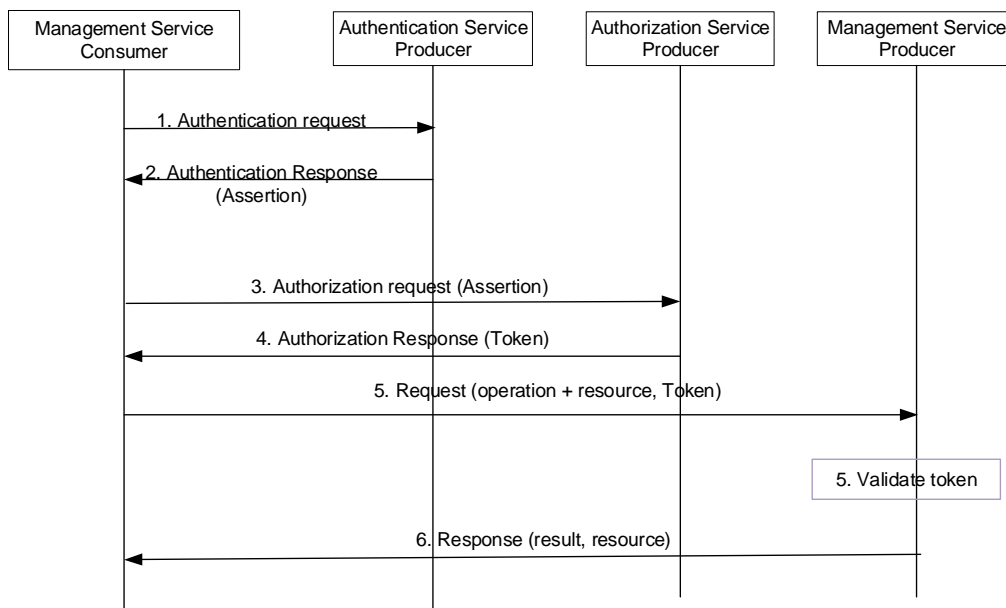 Management Service
Consumer
Authentication Service
Producer
Authorization Service
Producer
Management Service
Producer
1. Authentication request
2. Authentication Response
(Assertion)
3. Authorization request (Assertion)
4. Authorization Response (Token)
5. Request (operation + resource, Token)
5. Validate token
6. Response (result, resource)